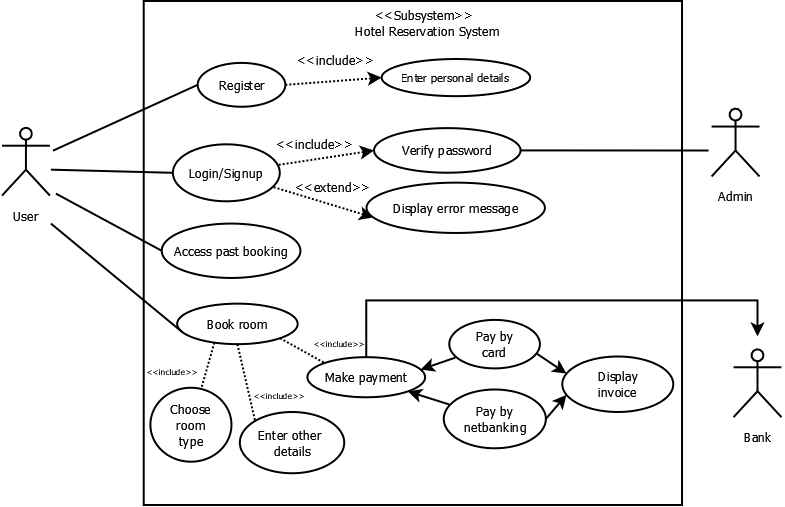 <<Subsystem>>
Hotel Reservation System
<<include>>
Register
Enter personal details
<<include>>
Verify password
Login/Signup
<<extend>>
Display error message
User
Admin
Access past booking
Book room
<<include>>
Pay by
card
<<include>>
Make payment
Display
invoice
<<include>>
Choose
room
type
Enter other
details
Pay by
netbanking
Bank